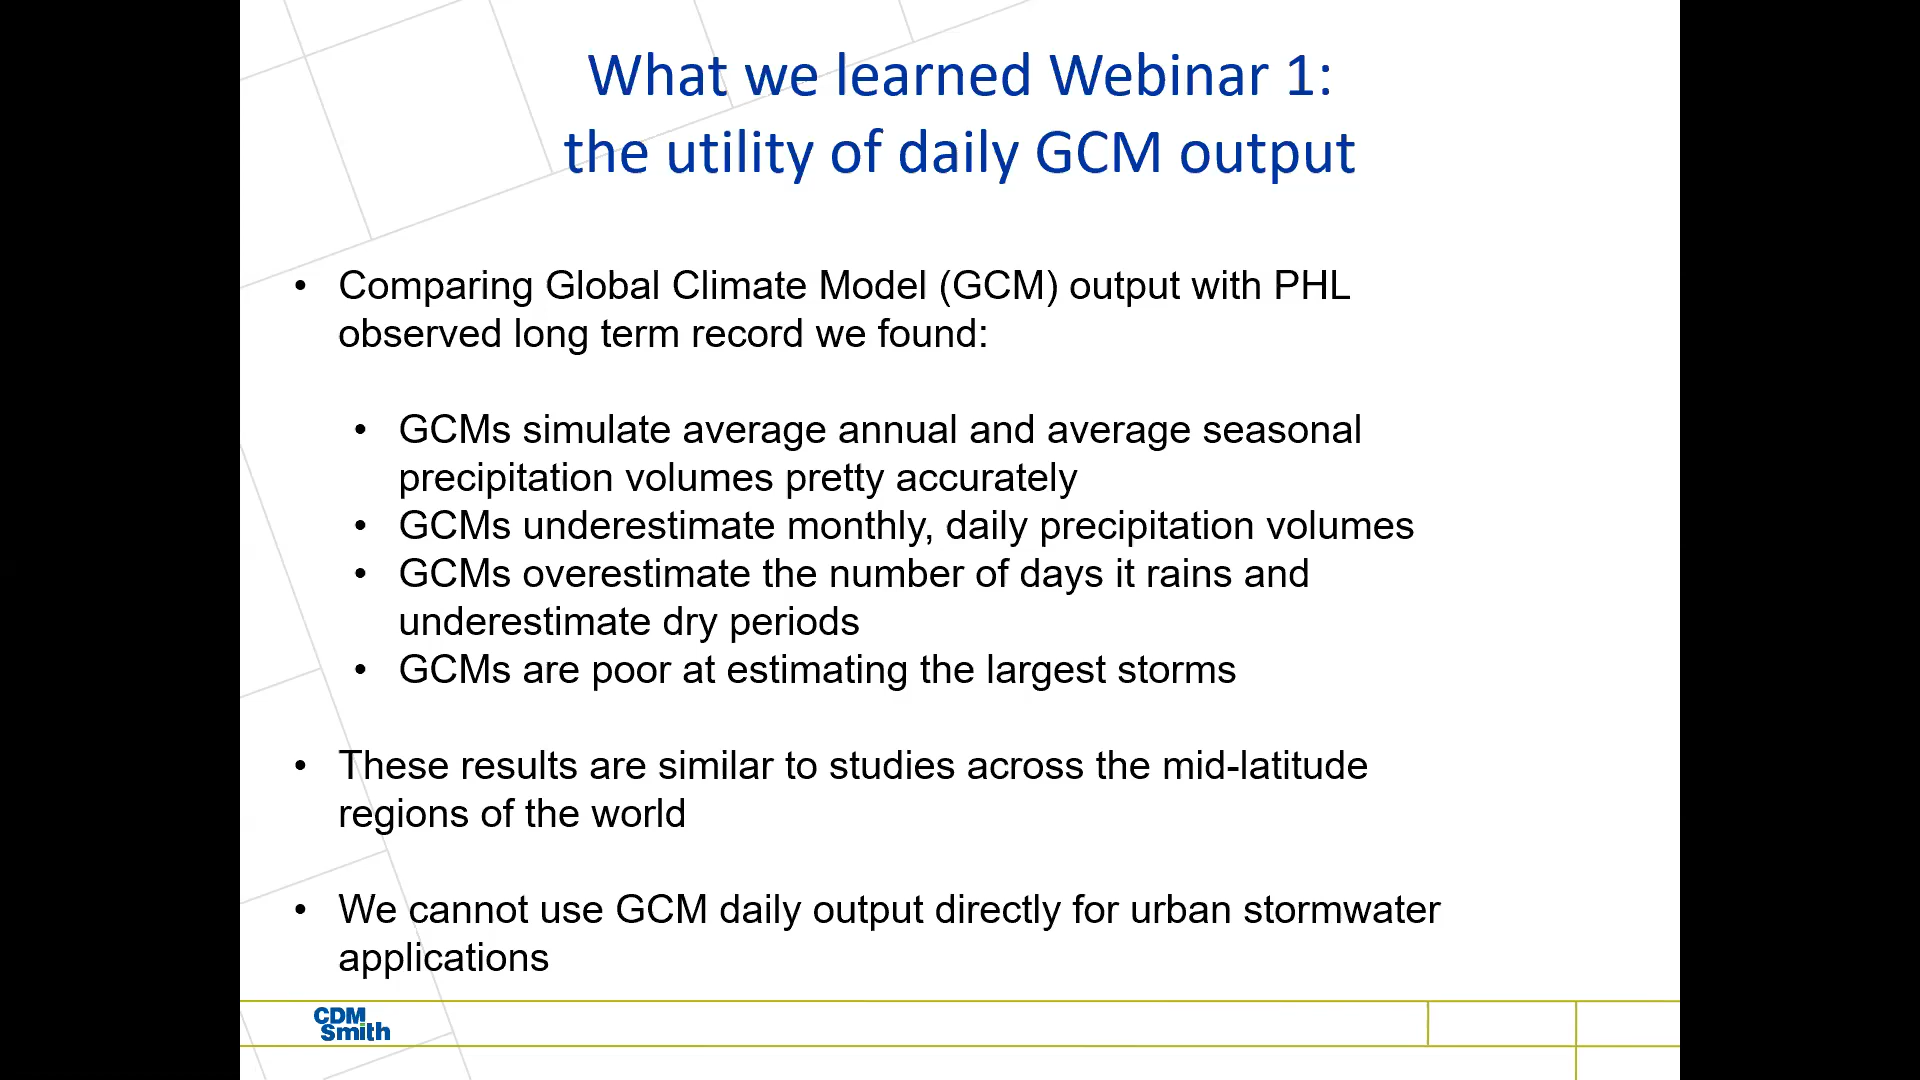 What we learned Webinar 1:
the utility of daily GCM output
• Comparing Global Climate Model (GCM) output with PHL
observed long term record we found:
• GCMs simulate average annual and average seasonal
precipitation volumes pretty accurately
• GCMs underestimate monthly, daily precipitation volumes
• GCMs overestimate the number of days it rains and
underestimate dry periods
• GCMs are poor at estimating the largest storms
• These results are similar to studies across the mid-latitude
regions of the world
• We cannot use GCM daily output directly for urban stormwater
applications
CDM
Smith